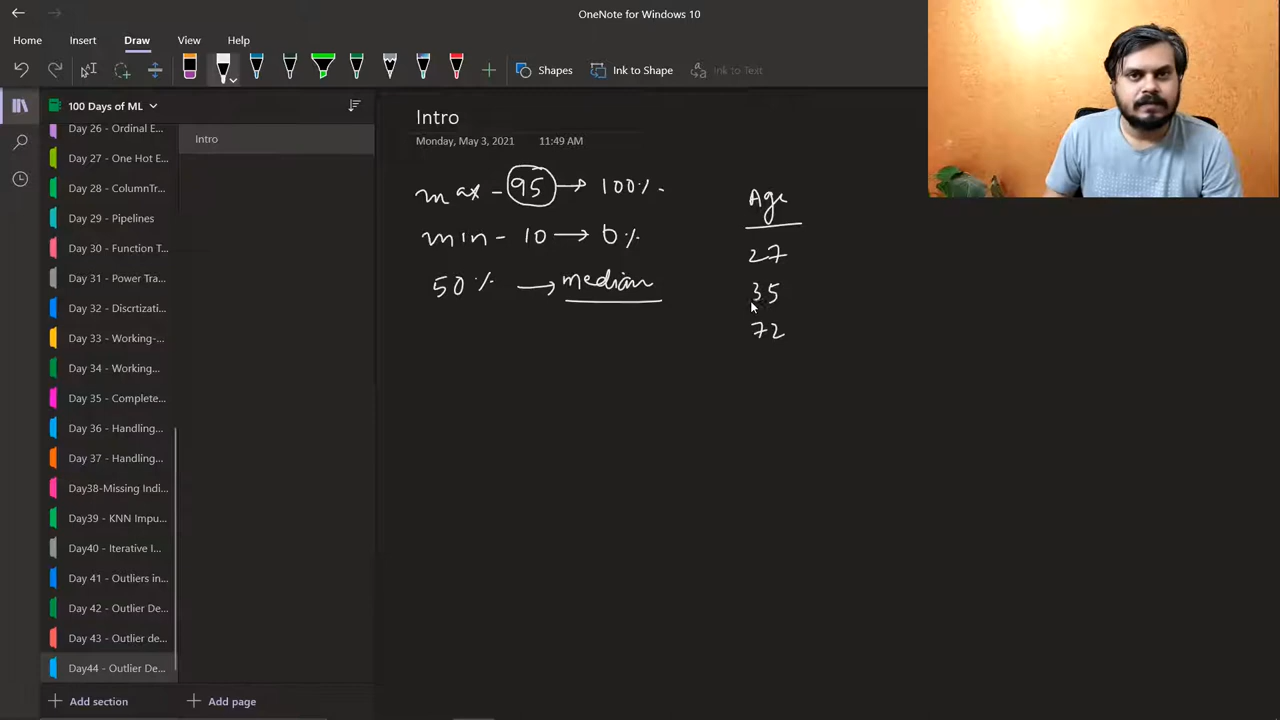 OneNote for Windows 10
Home Insert Draw View Help
Shapes Ink to Shape Ink to Text
100 Days of ML
Day 26 - Ordinal E...
Day 27 - One Hot E...
Day 28 - ColumnTr...
Day 29 - Pipelines
Day 30 - Function T...
Day 31 - Power Tra...
Day 32 - Discrtizati...
Day 33 - Working-...
Day 34 - Working...
Day 35 - Complete...
Day 36 - Handling...
Day 37 - Handling...
Day38-Missing Indi...
Day39 - KNN Impu...
Day40 - Iterative I...
Day 41 - Outliers in...
Day 42 - Outlier De...
Day 43 - Outlier de...
Day44 - Outlier De...
Add section
Intro
Add page
Intro
Monday, May 3, 2021 11:49 AM
max - 95 → 100%
min - 10 → 0%
50% → median
Age
27
35
72